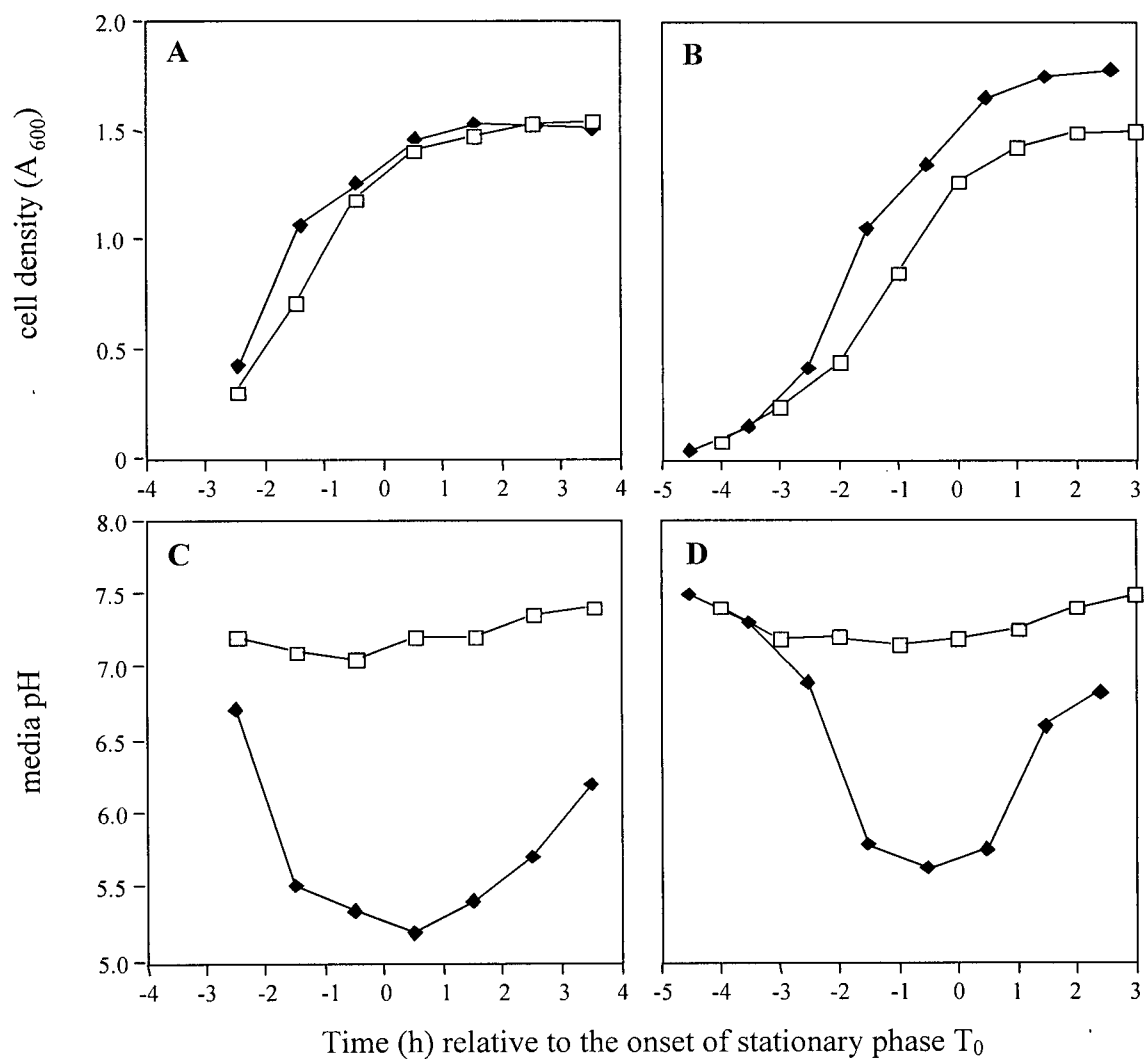 A
B
cell density (A600)
2.0
1.5
1.0
0.5
0
-4 -3 -2 -1 0 1 2 3 4
-5 -4 -3 -2 -1 0 1 2 3
C
D
media pH
8.0
7.5
7.0
6.5
6.0
5.5
5.0
-4 -3 -2 -1 0 1 2 3 4
-5 -4 -3 -2 -1 0 1 2 3
Time (h) relative to the onset of stationary phase T0